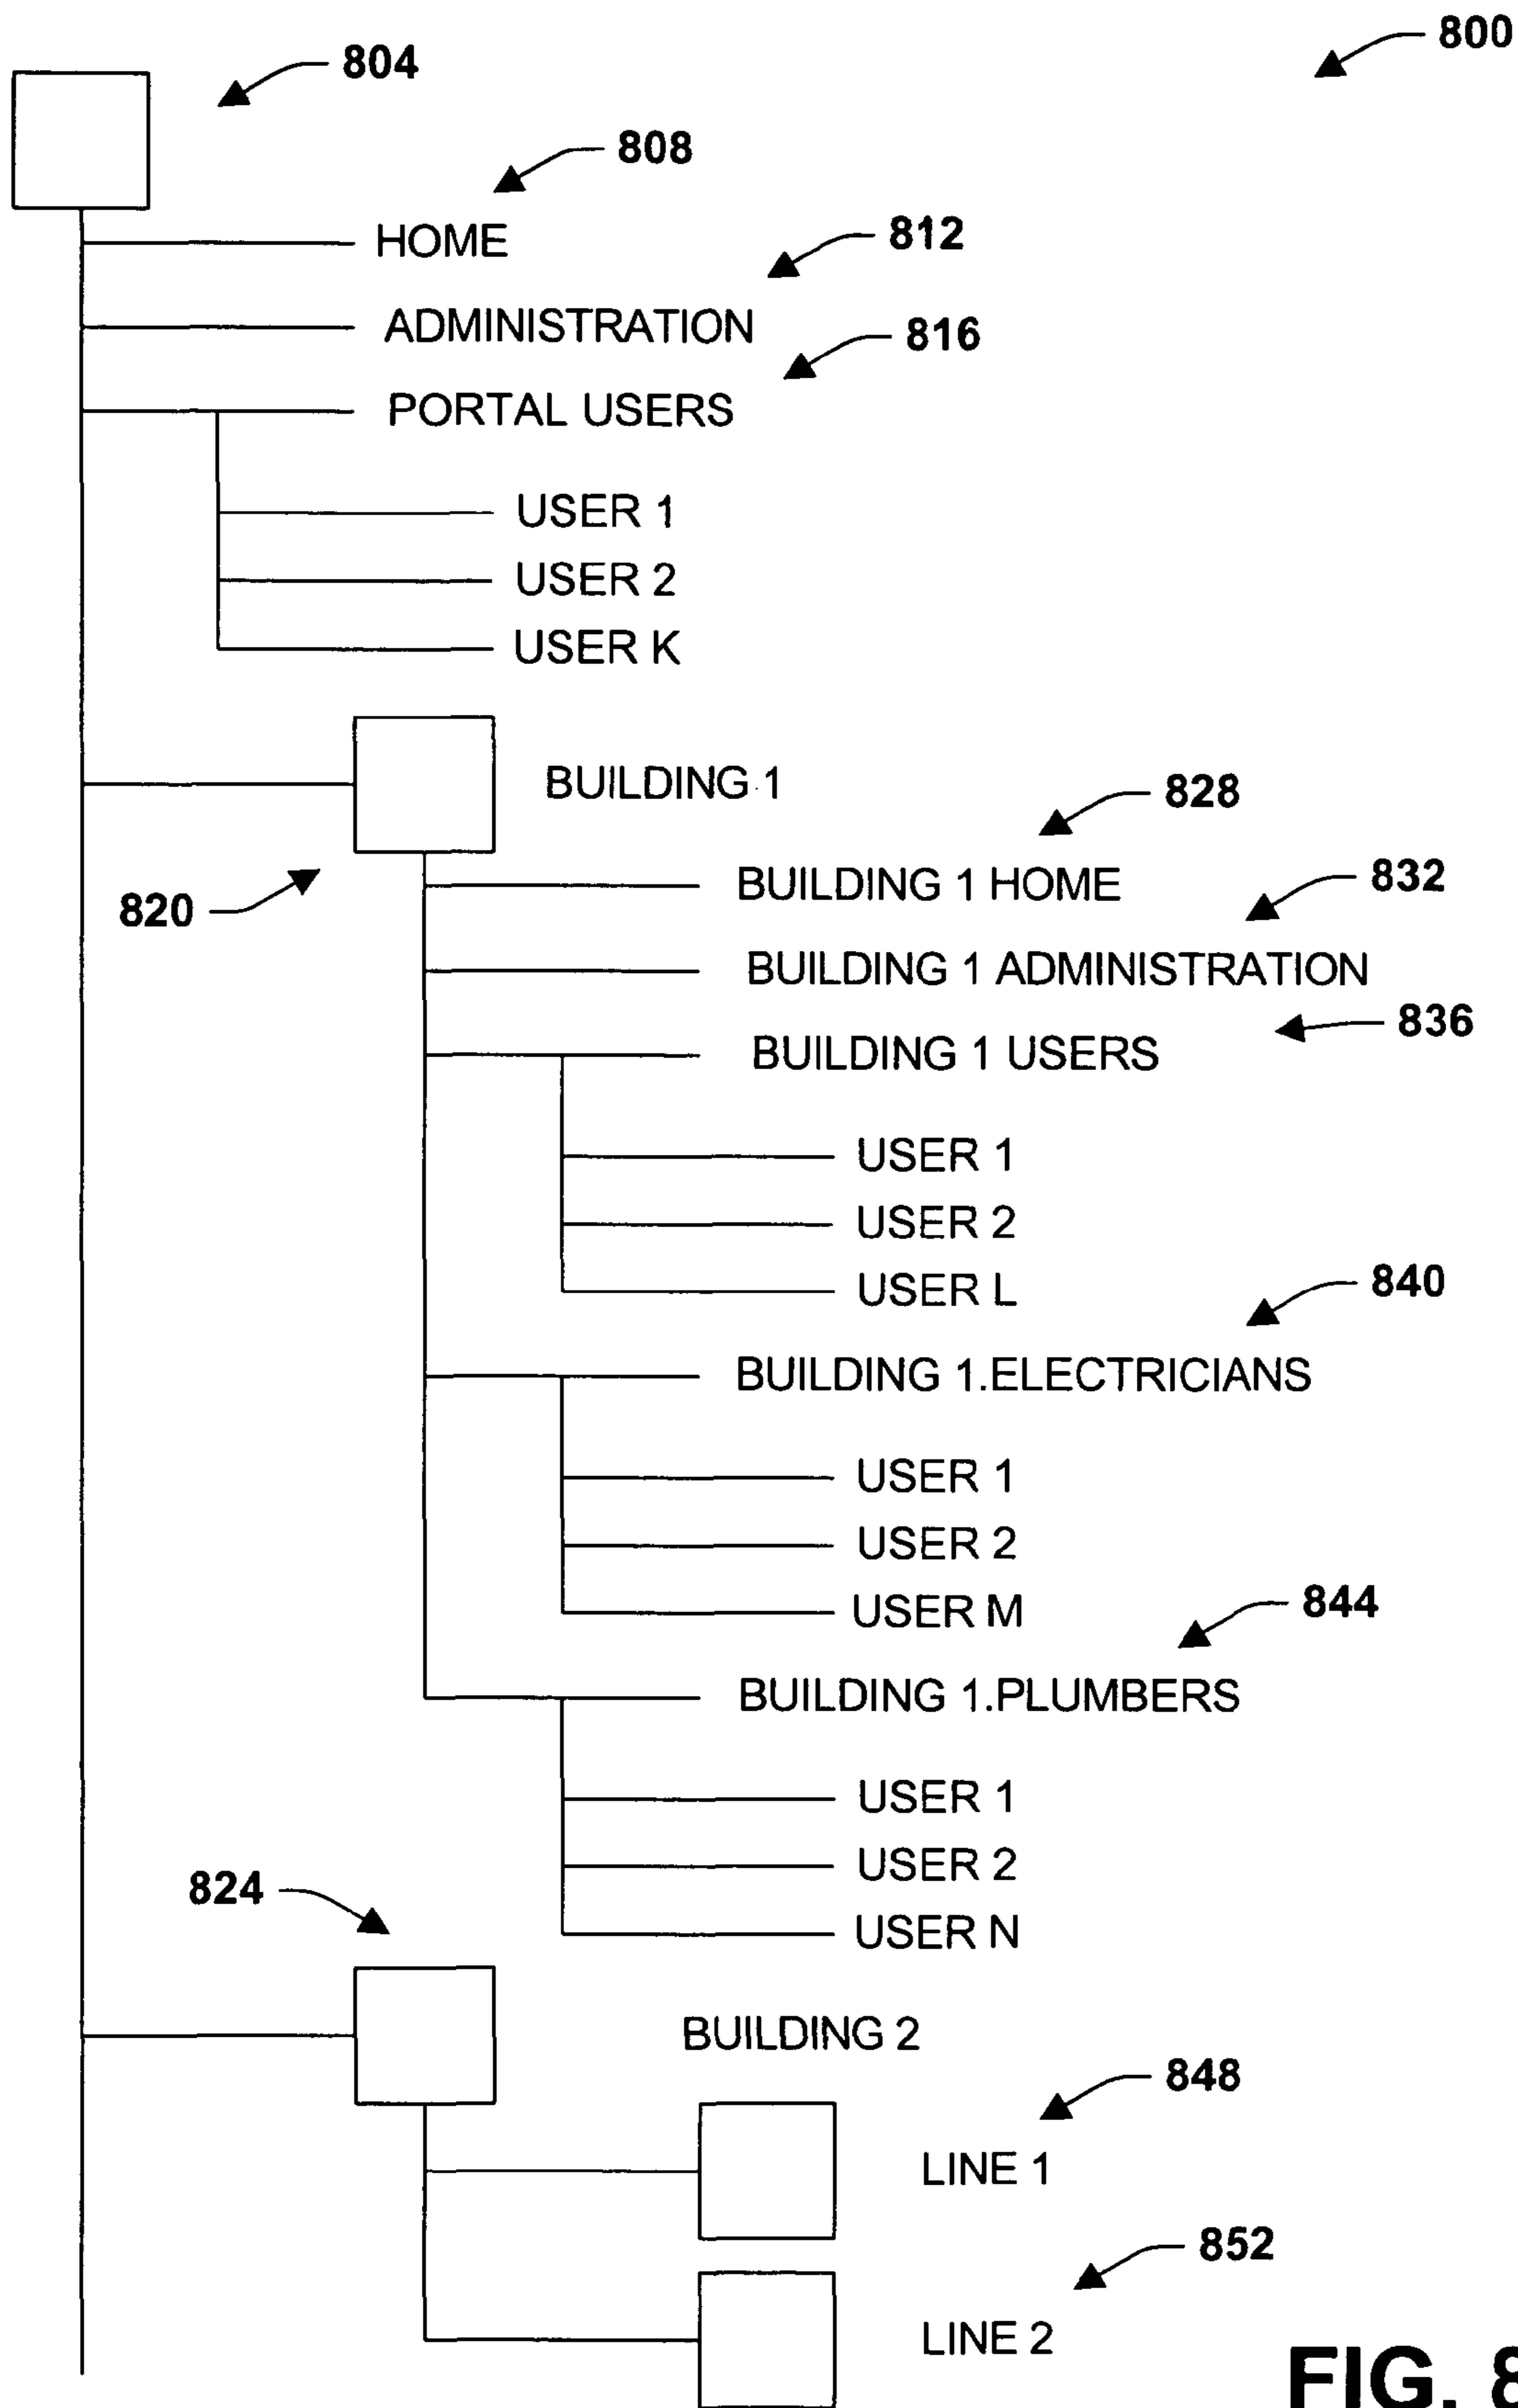 800
804
808
HOME
812
ADMINISTRATION
816
PORTAL USERS
USER 1
USER 2
USER K
BUILDING 1
820
828
BUILDING 1 HOME
832
BUILDING 1 ADMINISTRATION
836
BUILDING 1 USERS
USER 1
USER 2
USER L
840
BUILDING 1.ELECTRICIANS
USER 1
USER 2
USER M
844
BUILDING 1.PLUMBERS
USER 1
USER 2
USER N
824
BUILDING 2
848
LINE 1
852
LINE 2
FIG. 8